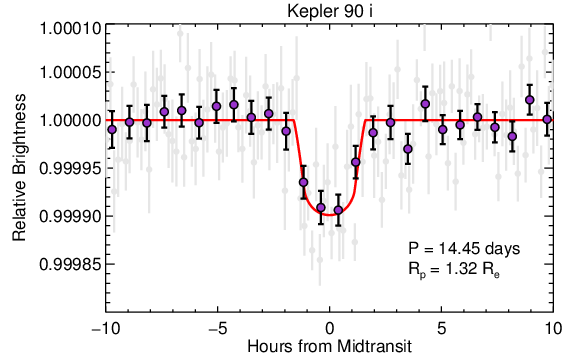 Kepler 90 i
1.00010
1.00005
1.00000
0.99995
0.99990
0.99985
Relative Brightness
P = 14.45 days
Rp = 1.32 Re
−10 −5 0 5 10
Hours from Midtransit